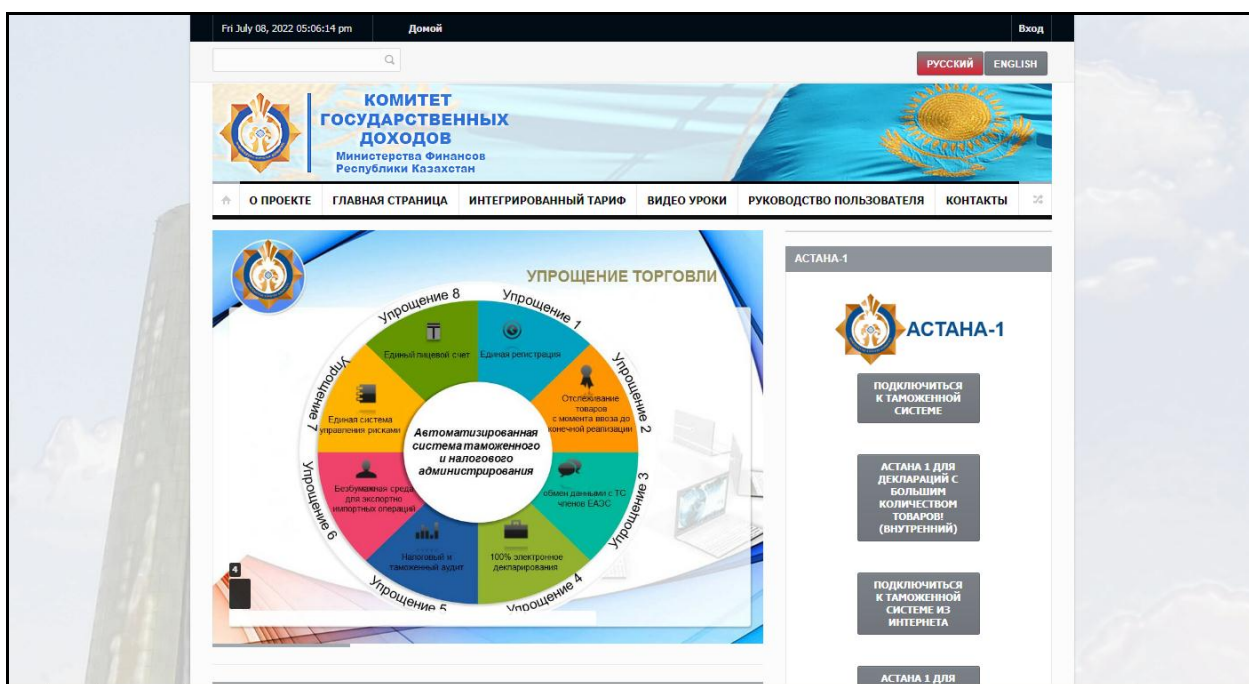 Fri July 08, 2022 05:06:14 pm
Домой
Вход
РУССКИЙ
ENGLISH
КОМИТЕТ
ГОСУДАРСТВЕННЫХ
ДОХОДОВ
Министерства Финансов
Республики Казахстан
О ПРОЕКТЕ
ГЛАВНАЯ СТРАНИЦА
ИНТЕГРИРОВАННЫЙ ТАРИФ
ВИДЕО УРОКИ
РУКОВОДСТВО ПОЛЬЗОВАТЕЛЯ
КОНТАКТЫ
УПРОЩЕНИЕ ТОРГОВЛИ
Упрощение 8
Упрощение 1
Единый лицевой счет
Единая регистрация
Упрощение 7
Упрощение 2
Единая система
управления рисками
Отслеживание
товаров
с момента ввоза до
конечной реализации
Автоматизированная
система таможенного
и налогового
администрирования
Упрощение 6
Упрощение 3
Безбумажная среда
для экспортно
импортных операций
обмен данными с ТС
членов ЕАЭС
Налоговый и
таможенный аудит
100% электронное
декларирования
Упрощение 5
Упрощение 4
4
АСТАНА-1
АСТАНА-1
ПОДКЛЮЧИТЬСЯ
К ТАМОЖЕННОЙ
СИСТЕМЕ
АСТАНА 1 ДЛЯ
ДЕКЛАРАЦИЙ С
БОЛЬШИМ
КОЛИЧЕСТВОМ
ТОВАРОВ!
(ВНУТРЕННИЙ)
ПОДКЛЮЧИТЬСЯ
К ТАМОЖЕННОЙ
СИСТЕМЕ ИЗ
ИНТЕРНЕТА
АСТАНА 1 ДЛЯ